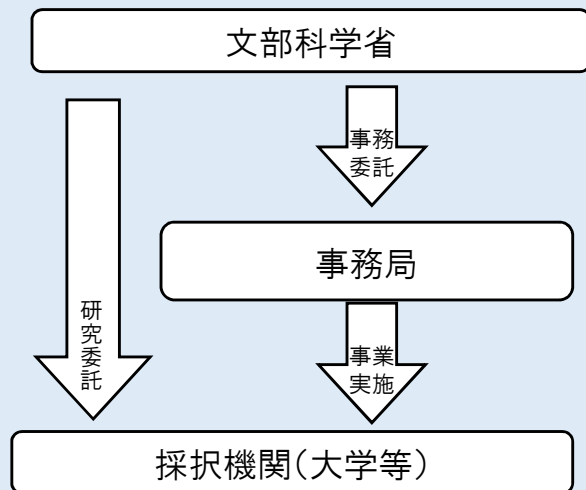 文部科学省
事務
委託
事務局
研究委託
事業
実施
採択機関（大学等）